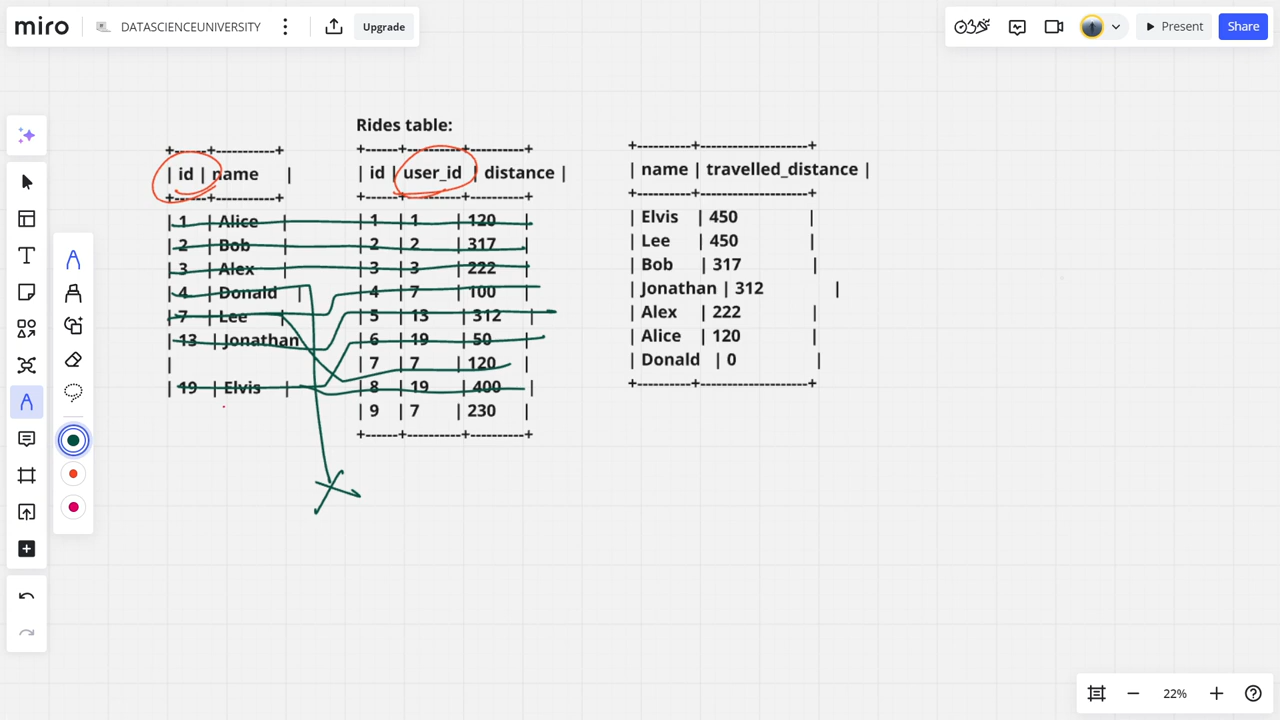 miro
DATASCIENCEUNIVERSITY
Upgrade
Present
Share
+------+-----------+
| id | name |
+------+-----------+
| 1 | Alice |
| 2 | Bob |
| 3 | Alex |
| 4 | Donald |
| 7 | Lee |
| 13 | Jonathan
|
| 19 | Elvis |
Rides table:
+------+----------+----------+
| id | user_id | distance |
+------+----------+----------+
| 1 | 1 | 120 |
| 2 | 2 | 317 |
| 3 | 3 | 222 |
| 4 | 7 | 100 |
| 5 | 13 | 312 |
| 6 | 19 | 50 |
| 7 | 7 | 120 |
| 8 | 19 | 400 |
| 9 | 7 | 230 |
+------+----------+----------+
+----------+--------------------+
| name | travelled_distance |
+----------+--------------------+
| Elvis | 450 |
| Lee | 450 |
| Bob | 317 |
| Jonathan | 312 |
| Alex | 222 |
| Alice | 120 |
| Donald | 0 |
+----------+--------------------+
22%